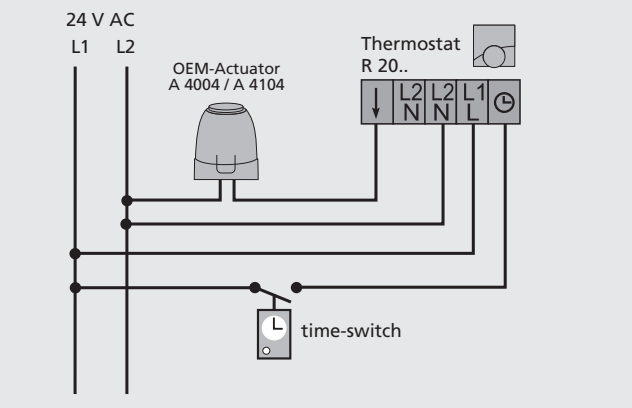 24 V AC
L1 L2
OEM-Actuator
A 4004 / A 4104
Thermostat
R 20..
L2 L2 L1
N N L
time-switch